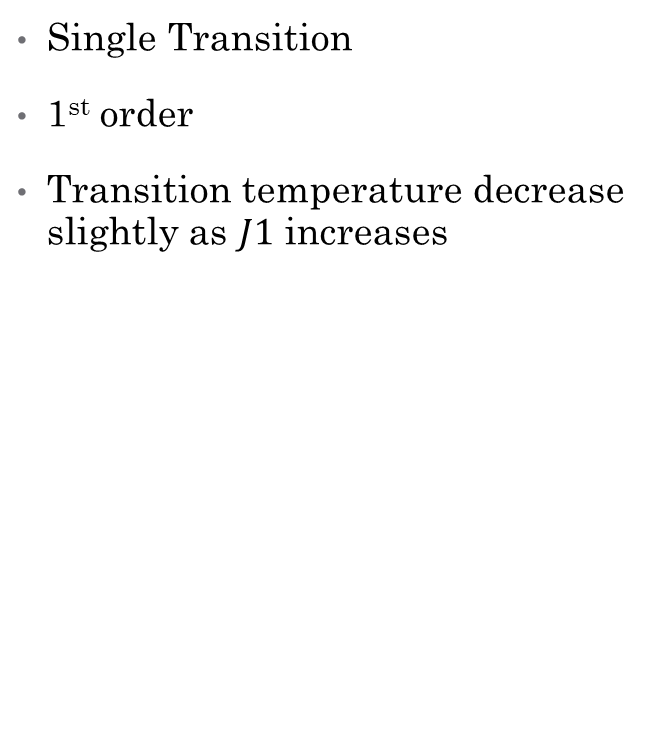 • Single Transition
• 1st order
• Transition temperature decrease
slightly as J1 increases